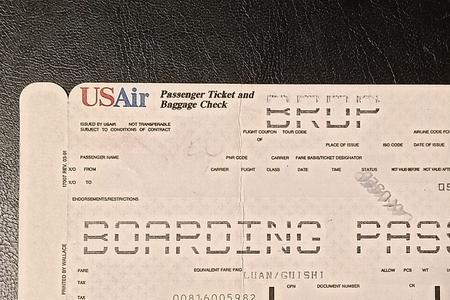 USAir Passenger Ticket and
Baggage Check
BRDP
ISSUED BY USAIR NOT TRANSFERABLE
SUBJECT TO CONDITIONS OF CONTRACT
FLIGHT COUPON TOUR CODE AIRLINE CODE
OF
PLACE OF ISSUE ISO CODE DATE OF ISSUE
PASSENGER NAME PNR CODE CARRIER FARE BASIS/TICKET DESIGNATOR
X/O FROM CARRIER FLIGHT CLASS DATE TIME STATUS NOT VALID BEFORE NOT VALID AFTER
X/O TO
ENDORSEMENTS/RESTRICTIONS
BOARDING PASS
FARE EQUIVALENT FARE PAID LUAN/GUISHI ALLOW PCS WT
TAX CPN DOCUMENT NUMBER CK
TAX 00816005982
PRINTED BY WALLACE